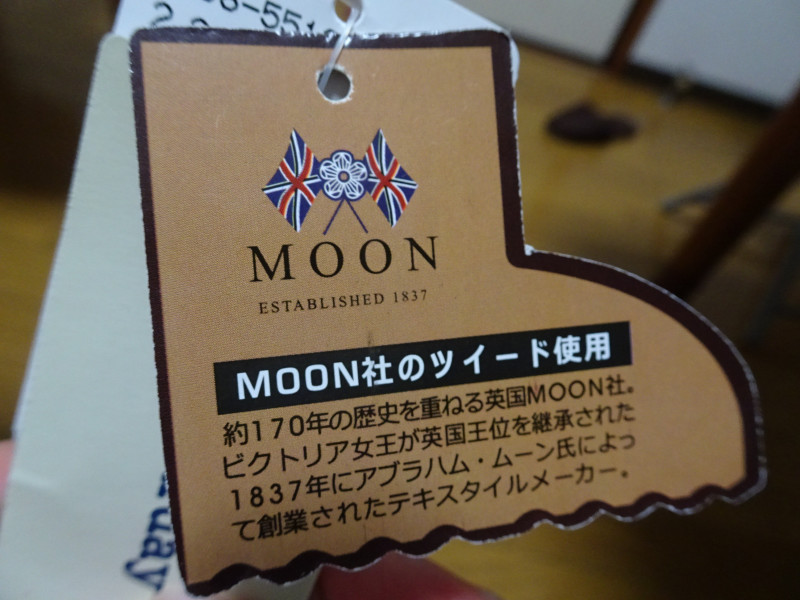 MOON
ESTABLISHED 1837
MOON社のツイード使用
約170年の歴史を重ねる英国MOON社。
ビクトリア女王が英国王位を継承された
1837年にアブラハム・ムーン氏によっ
て創業されたテキスタイルメーカー。